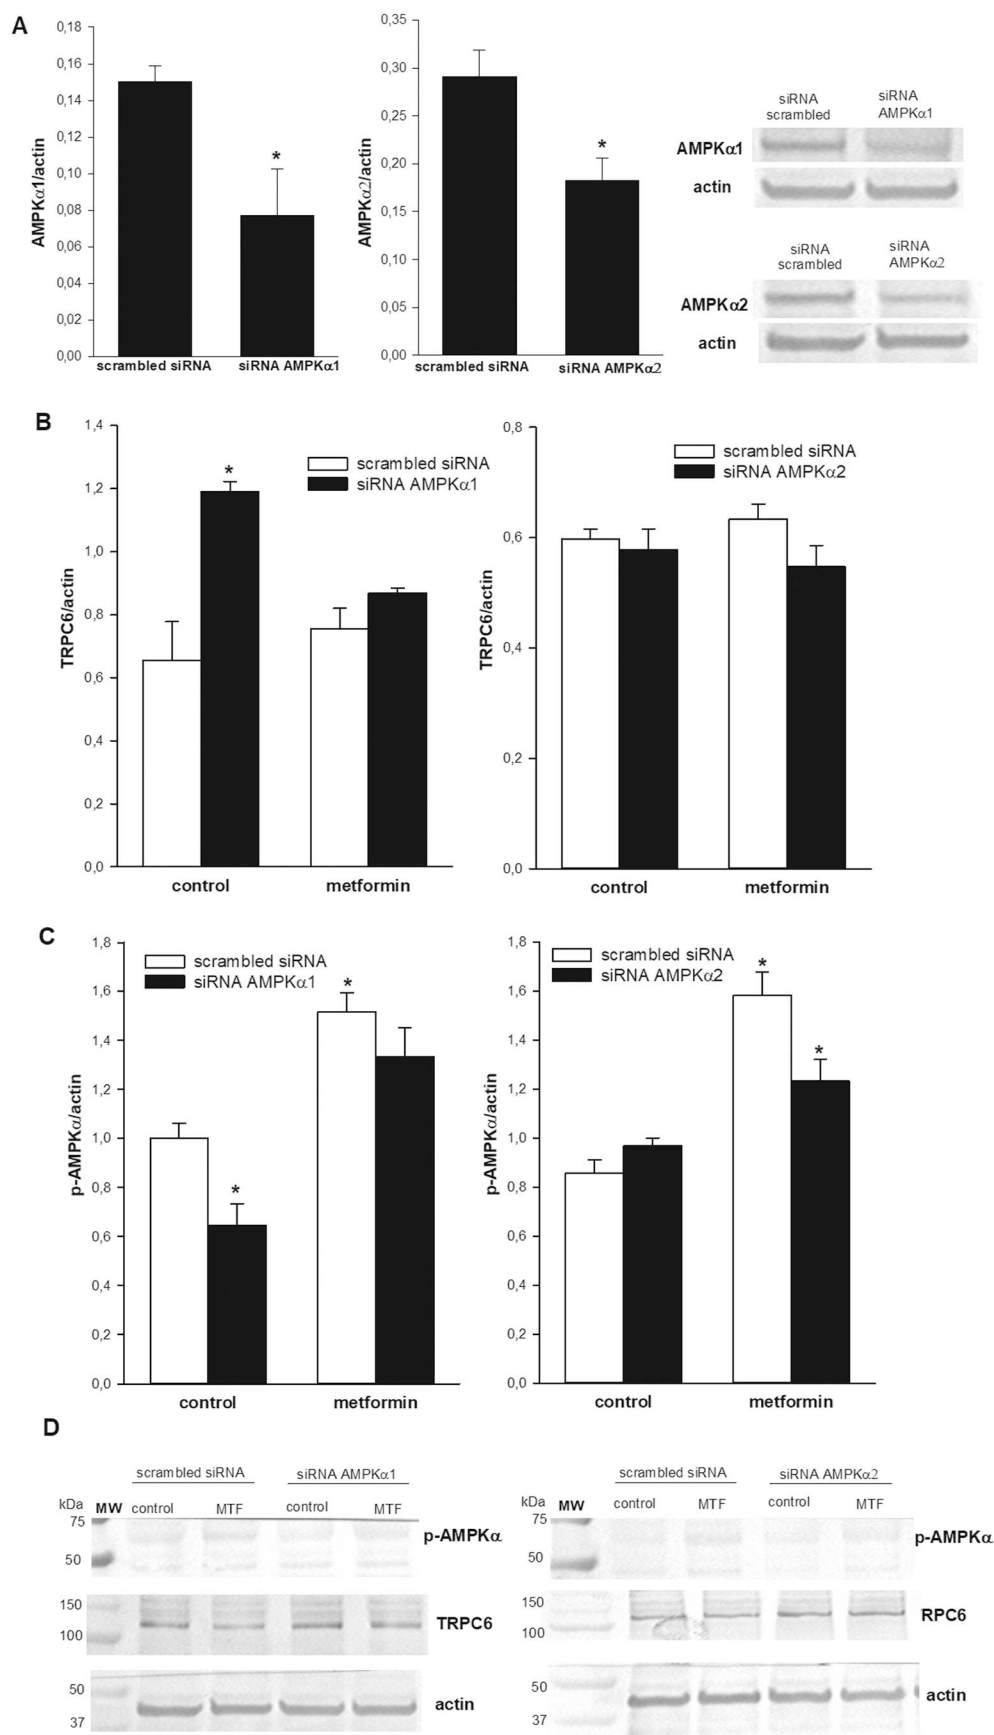 A
0,18
0,16
0,14
0,12
0,10
0,08
0,06
0,04
0,02
0,00
AMPKα1/actin
*
scrambled siRNA
siRNA AMPKα1
0,35
0,30
0,25
0,20
0,15
0,10
0,05
0,00
AMPKα2/actin
*
scrambled siRNA
siRNA AMPKα2
siRNA
scrambled
siRNA
AMPKα1
AMPKα1
actin
siRNA
scrambled
siRNA
AMPKα2
AMPKα2
actin
B
1,4
1,2
1,0
0,8
0,6
0,4
0,2
0,0
TRPC6/actin
scrambled siRNA
siRNA AMPKα1
*
control
metformin
0,8
0,6
0,4
0,2
0,0
TRPC6/actin
scrambled siRNA
siRNA AMPKα2
control
metformin
C
1,8
1,6
1,4
1,2
1,0
0,8
0,6
0,4
0,2
0,0
p-AMPKα/actin
scrambled siRNA
siRNA AMPKα1
*
*
control
metformin
1,8
1,6
1,4
1,2
1,0
0,8
0,6
0,4
0,2
0,0
p-AMPKα/actin
scrambled siRNA
siRNA AMPKα2
*
*
control
metformin
D
scrambled siRNA
siRNA AMPKα1
kDa
MW
control
MTF
control
MTF
75
50
p-AMPKα
150
100
TRPC6
50
37
actin
scrambled siRNA
siRNA AMPKα2
kDa
MW
control
MTF
control
MTF
75
50
p-AMPKα
150
100
RPC6
50
37
actin